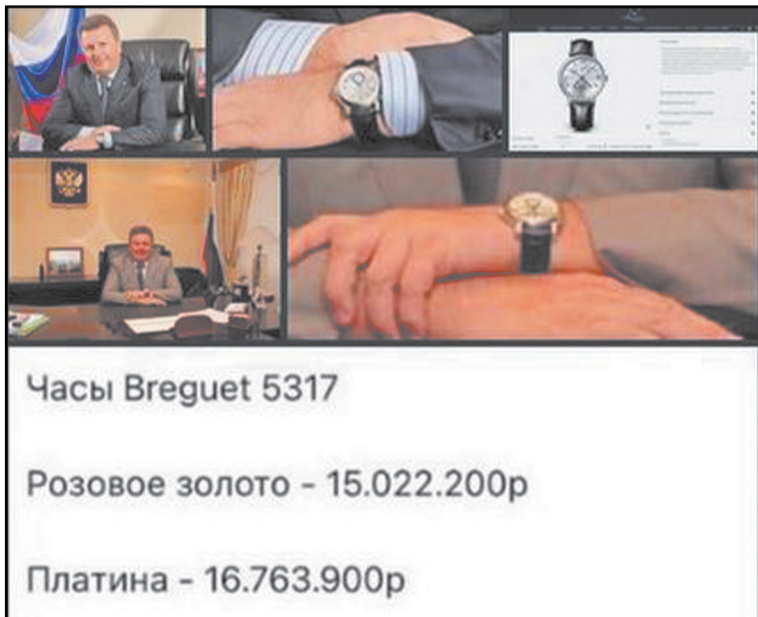 Часы Breguet 5317
Розовое золото - 15.022.200р
Платина - 16.763.900р